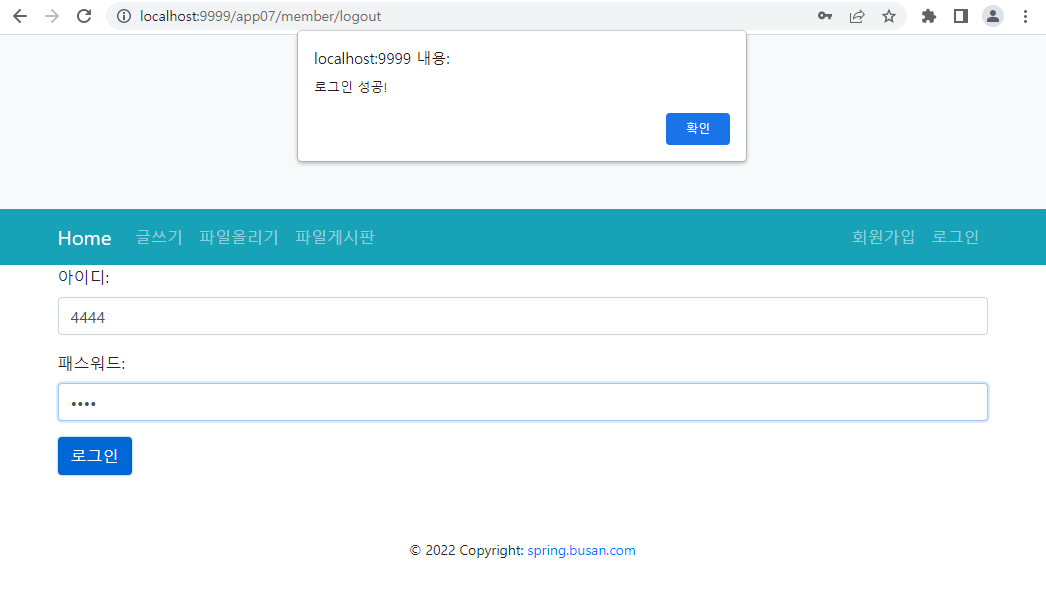 localhost:9999/app07/member/logout
localhost:9999 내용:
로그인 성공!
확인
Home 글쓰기 파일올리기 파일게시판 회원가입 로그인
아이디:
4444
패스워드:
••••
로그인
© 2022 Copyright: spring.busan.com